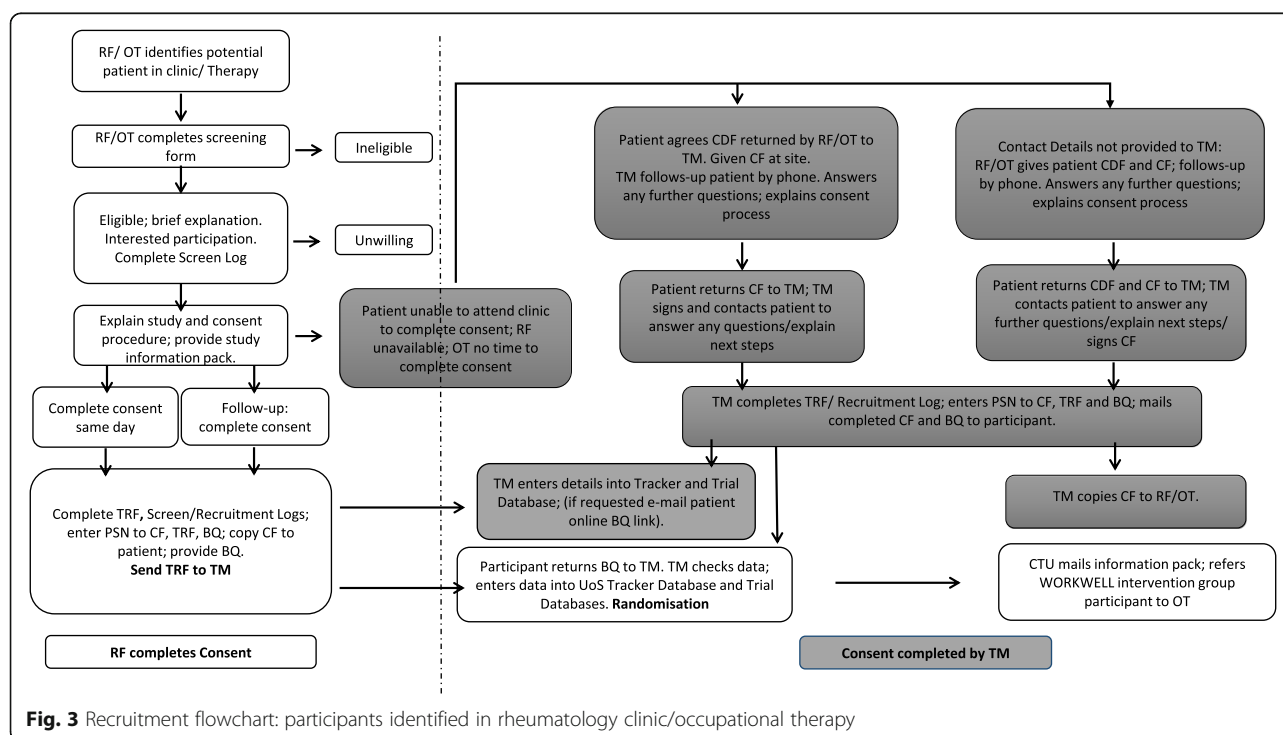 RF/ OT identifies potential
patient in clinic/ Therapy
RF/OT completes screening
form
Ineligible
Eligible; brief explanation.
Interested participation.
Complete Screen Log
Unwilling
Explain study and consent
procedure; provide study
information pack.
Patient unable to attend clinic
to complete consent; RF
unavailable; OT no time to
complete consent
Complete consent
same day
Follow-up:
complete consent
Complete TRF, Screen/Recruitment Logs;
enter PSN to CF, TRF, BQ; copy CF to
patient; provide BQ.
Send TRF to TM
RF completes Consent
Patient agrees CDF returned by RF/OT to
TM. Given CF at site.
TM follows-up patient by phone. Answers
any further questions; explains consent
process
Contact Details not provided to TM:
RF/OT gives patient CDF and CF; follows-up
by phone. Answers any further questions;
explains consent process
Patient returns CF to TM; TM
signs and contacts patient to
answer any questions/explain
next steps
Patient returns CDF and CF to TM; TM
contacts patient to answer any
further questions/explain next steps/
signs CF
TM completes TRF/ Recruitment Log; enters PSN to CF, TRF and BQ; mails
completed CF and BQ to participant.
TM enters details into Tracker and Trial
Database; (if requested e-mail patient
online BQ link).
TM copies CF to RF/OT.
Participant returns BQ to TM. TM checks data;
enters data into UoS Tracker Database and Trial
Databases. Randomisation
CTU mails information pack; refers
WORKWELL intervention group
participant to OT
Consent completed by TM
Fig. 3 Recruitment flowchart: participants identified in rheumatology clinic/occupational therapy